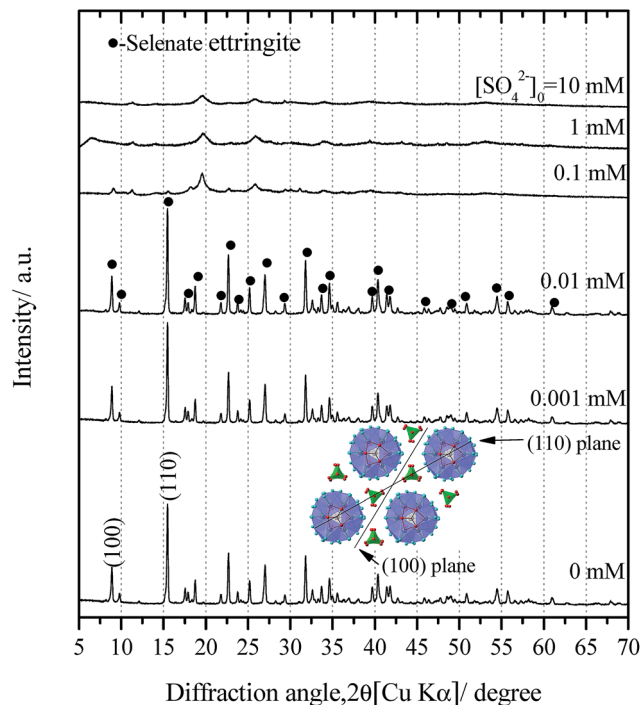 ●-Selenate ettringite
[SO₄²⁻]₀=10 mM
1 mM
0.1 mM
0.01 mM
0.001 mM
(110) plane
(110)
(100)
(100) plane
0 mM
Intensity/ a.u.
5 10 15 20 25 30 35 40 45 50 55 60 65 70
Diffraction angle,2θ[Cu Kα]/ degree